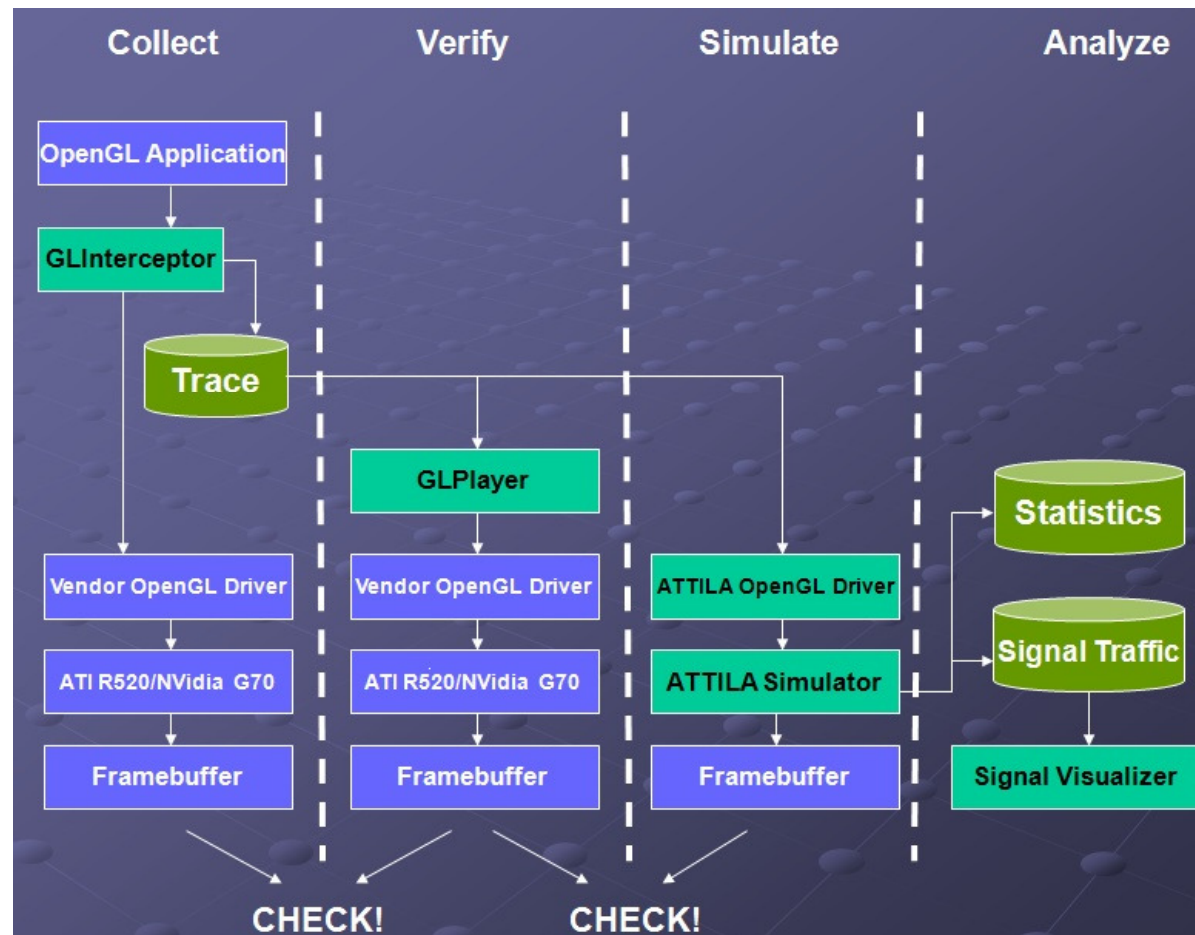 Collect
Verify
Simulate
Analyze
OpenGL Application
GLInterceptor
Trace
GLPlayer
Statistics
Vendor OpenGL Driver
Vendor OpenGL Driver
ATTILA OpenGL Driver
Signal Traffic
ATI R520/NVidia G70
ATI R520/NVidia G70
ATTILA Simulator
Framebuffer
Framebuffer
Framebuffer
Signal Visualizer
CHECK!
CHECK!